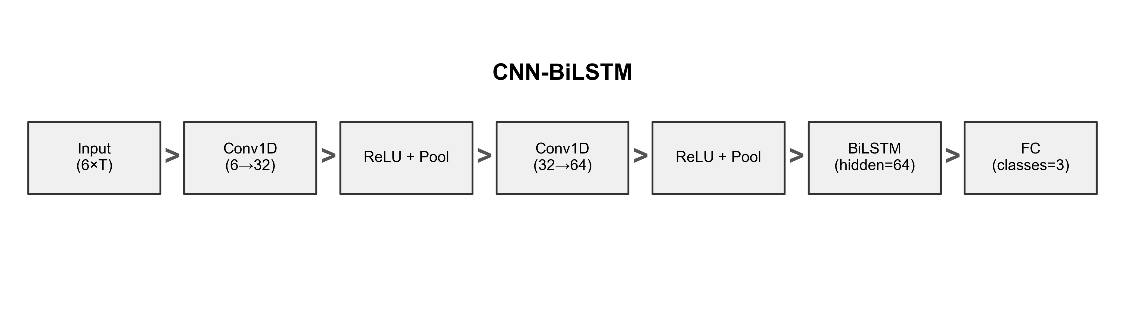 CNN-BiLSTM
Input
(6×T)
>
Conv1D
(6→32)
>
ReLU + Pool
>
Conv1D
(32→64)
>
ReLU + Pool
>
BiLSTM
(hidden=64)
>
FC
(classes=3)